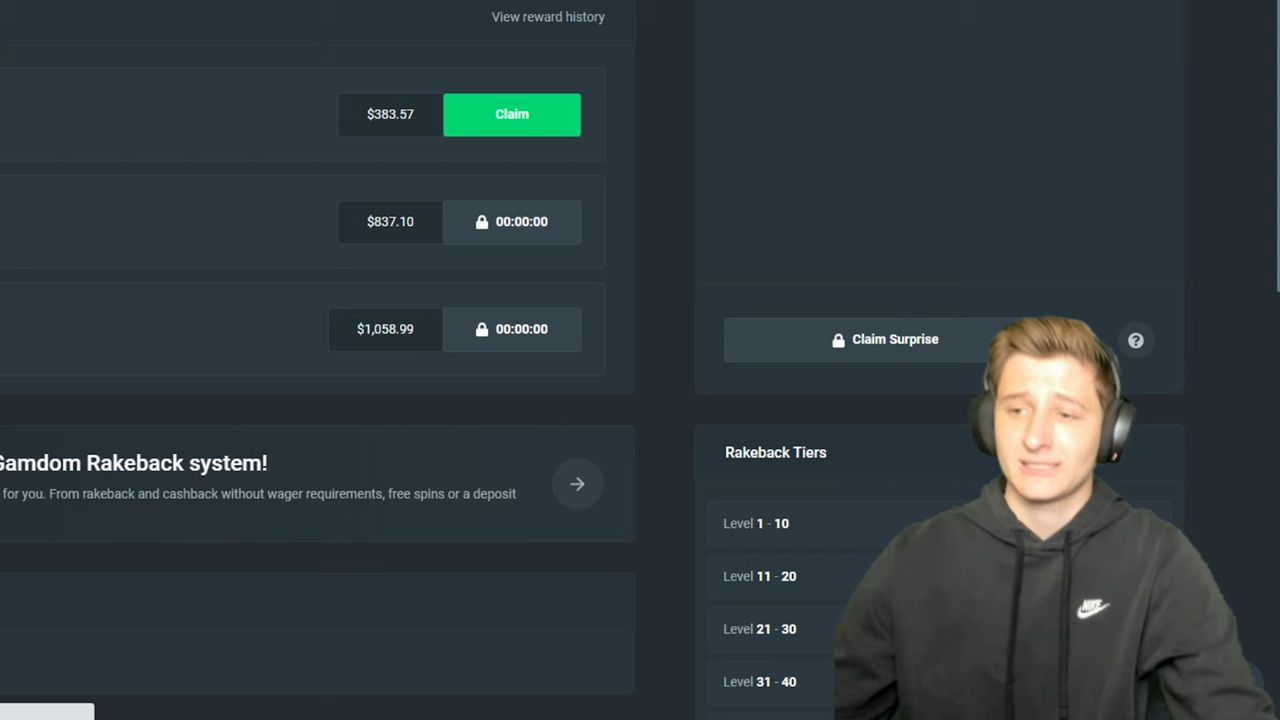 View reward history
$383.57
Claim
$837.10
00:00:00
$1,058.99
00:00:00
Claim Surprise
?
Gamdom Rakeback system!
for you. From rakeback and cashback without wager requirements, free spins or a deposit
Rakeback Tiers
Level 1 - 10
Level 11 - 20
Level 21 - 30
Level 31 - 40
NIKE